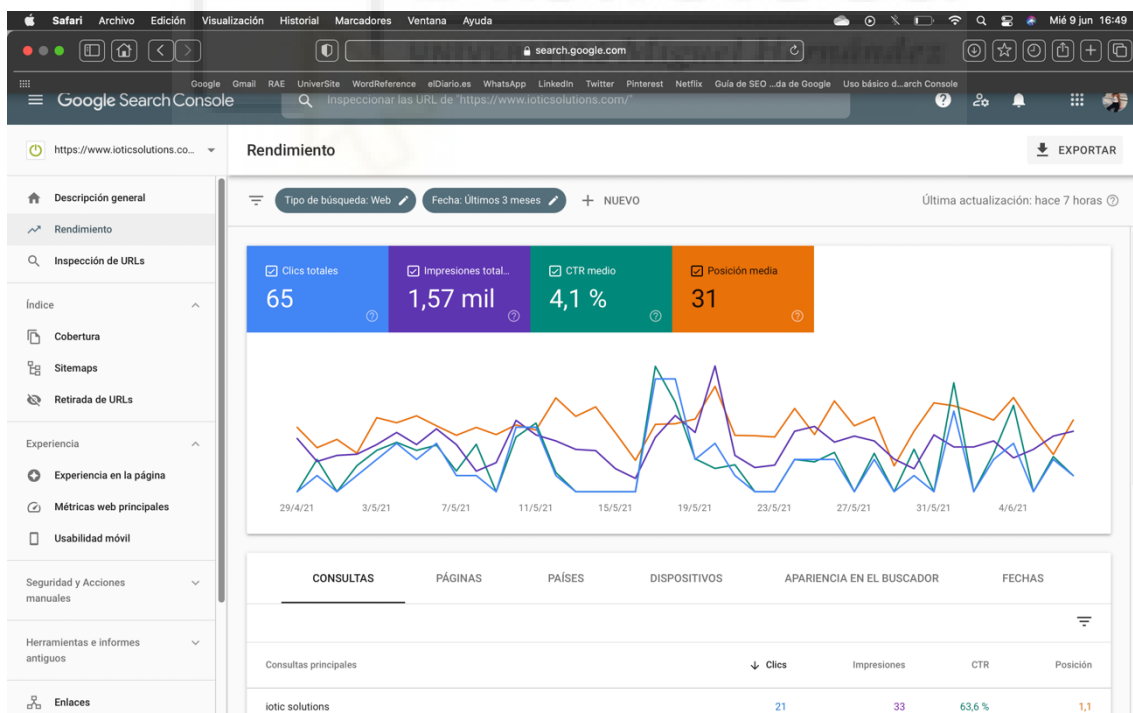 Safari Archivo Edición Visualización Historial Marcadores Ventana Ayuda Mié 9 jun 16:49
search.google.com
Google Gmail RAE UniverSite WordReference elDiario.es WhatsApp LinkedIn Twitter Pinterest Netflix Guía de SEO ...da de Google Uso básico d...arch Console
Google Search Console Inspeccionar las URL de "https://www.ioticsolutions.com/"
https://www.ioticsolutions.co... Rendimiento EXPORTAR
Descripción general
Rendimiento
Inspección de URLs
Índice
Cobertura
Sitemaps
Retirada de URLs
Experiencia
Experiencia en la página
Métricas web principales
Usabilidad móvil
Seguridad y Acciones
manuales
Herramientas e informes
antiguos
Enlaces
Tipo de búsqueda: Web Fecha: Últimos 3 meses NUEVO Última actualización: hace 7 horas
Clics totales Impresiones total... CTR medio Posición media
65 1,57 mil 4,1 % 31
29/4/21 3/5/21 7/5/21 11/5/21 15/5/21 19/5/21 23/5/21 27/5/21 31/5/21 4/6/21
CONSULTAS PÁGINAS PAÍSES DISPOSITIVOS APARIENCIA EN EL BUSCADOR FECHAS
Consultas principales Clics Impresiones CTR Posición
iotic solutions 21 33 63,6 % 1,1